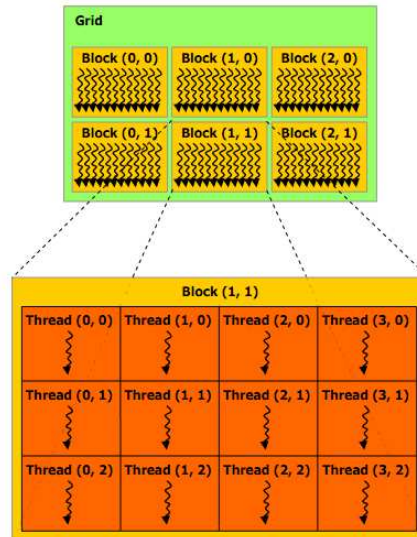 Grid
Block (0, 0) Block (1, 0) Block (2, 0)
Block (0, 1) Block (1, 1) Block (2, 1)
Block (1, 1)
Thread (0, 0) Thread (1, 0) Thread (2, 0) Thread (3, 0)
Thread (0, 1) Thread (1, 1) Thread (2, 1) Thread (3, 1)
Thread (0, 2) Thread (1, 2) Thread (2, 2) Thread (3, 2)